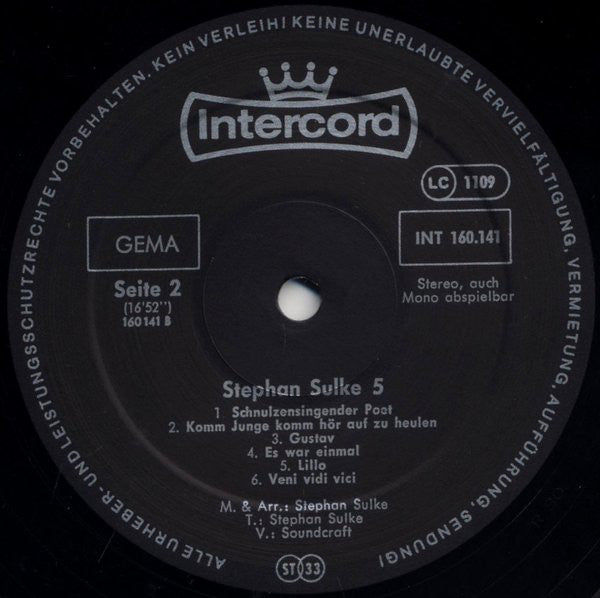 ALLE URHEBER- UND LEISTUNGSSCHUTZRECHTE VORBEHALTEN. KEIN VERLEIH! KEINE UNERLAUBTE VERVIELFÄLTIGUNG, VERMIETUNG, AUFFÜHRUNG, SENDUNG!
Intercord
LC 1109
GEMA
INT 160.141
Seite 2
(16'52'')
160 141 B
Stereo, auch
Mono abspielbar
Stephan Sulke 5
1 Schnulzensingender Poet
2. Komm Junge komm hör auf zu heulen
3. Gustav
4. Es war einmal
5. Lillo
6. Veni vidi vici
M. & Arr.: Stephan Sulke
T.: Stephan Sulke
V.: Soundcraft
ST 33